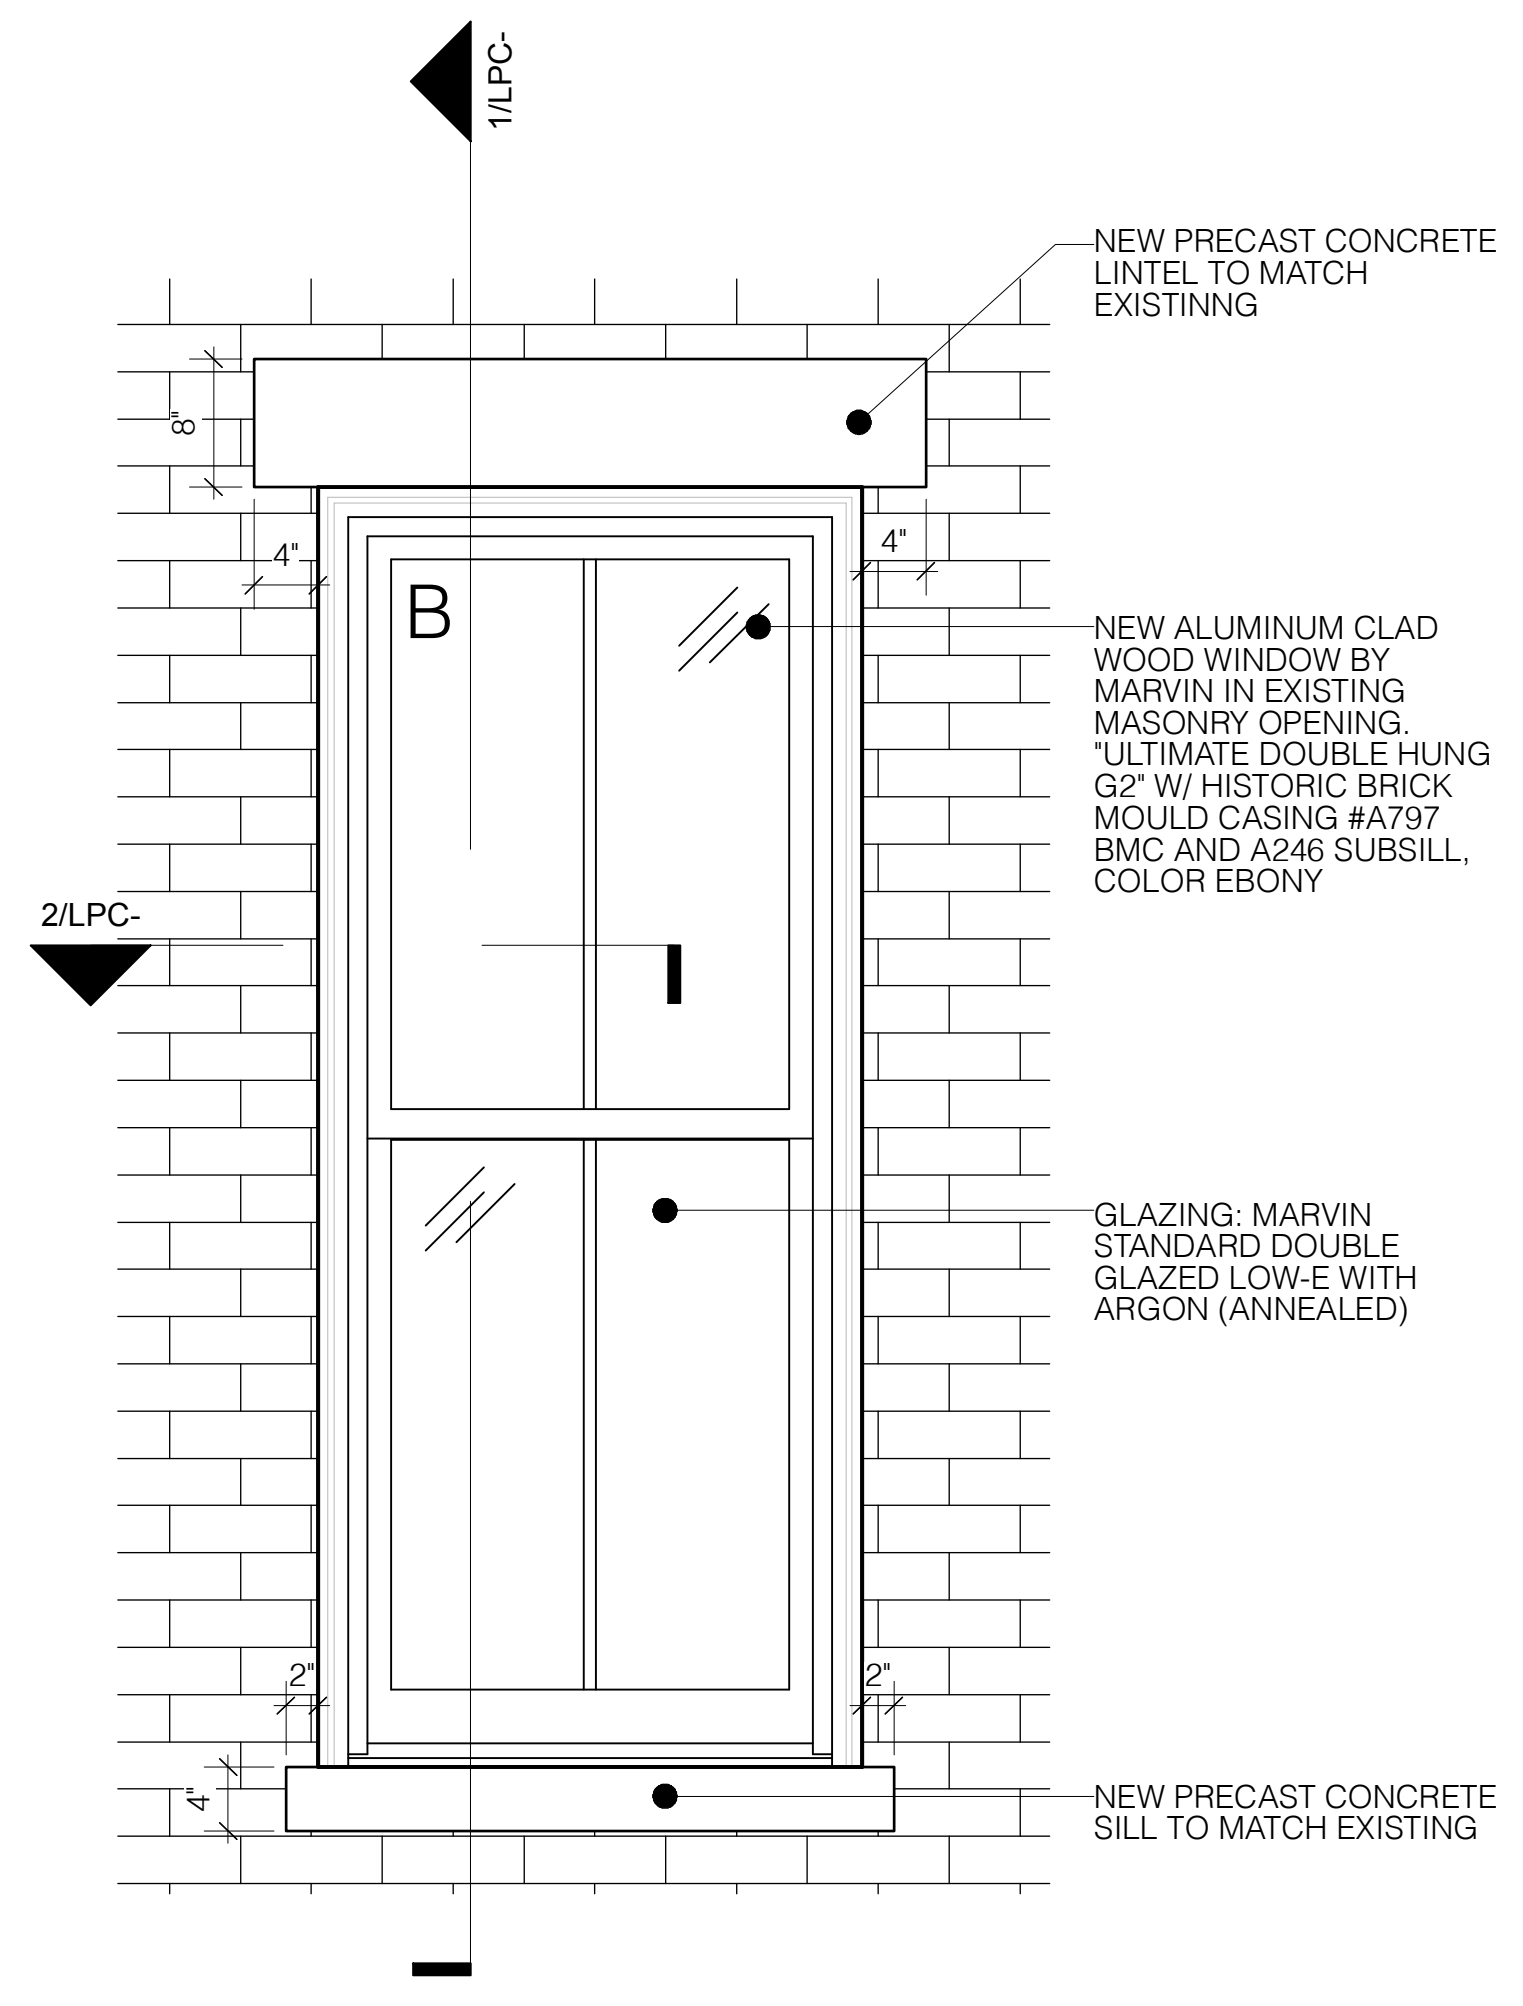 1/LPC-
NEW PRECAST CONCRETE
LINTEL TO MATCH
EXISTINNG
8"
4"
4"
B
NEW ALUMINUM CLAD
WOOD WINDOW BY
MARVIN IN EXISTING
MASONRY OPENING.
"ULTIMATE DOUBLE HUNG
G2" W/ HISTORIC BRICK
MOULD CASING #A797
BMC AND A246 SUBSILL,
COLOR EBONY
2/LPC-
GLAZING: MARVIN
STANDARD DOUBLE
GLAZED LOW-E WITH
ARGON (ANNEALED)
2"
2"
4"
NEW PRECAST CONCRETE
SILL TO MATCH EXISTING